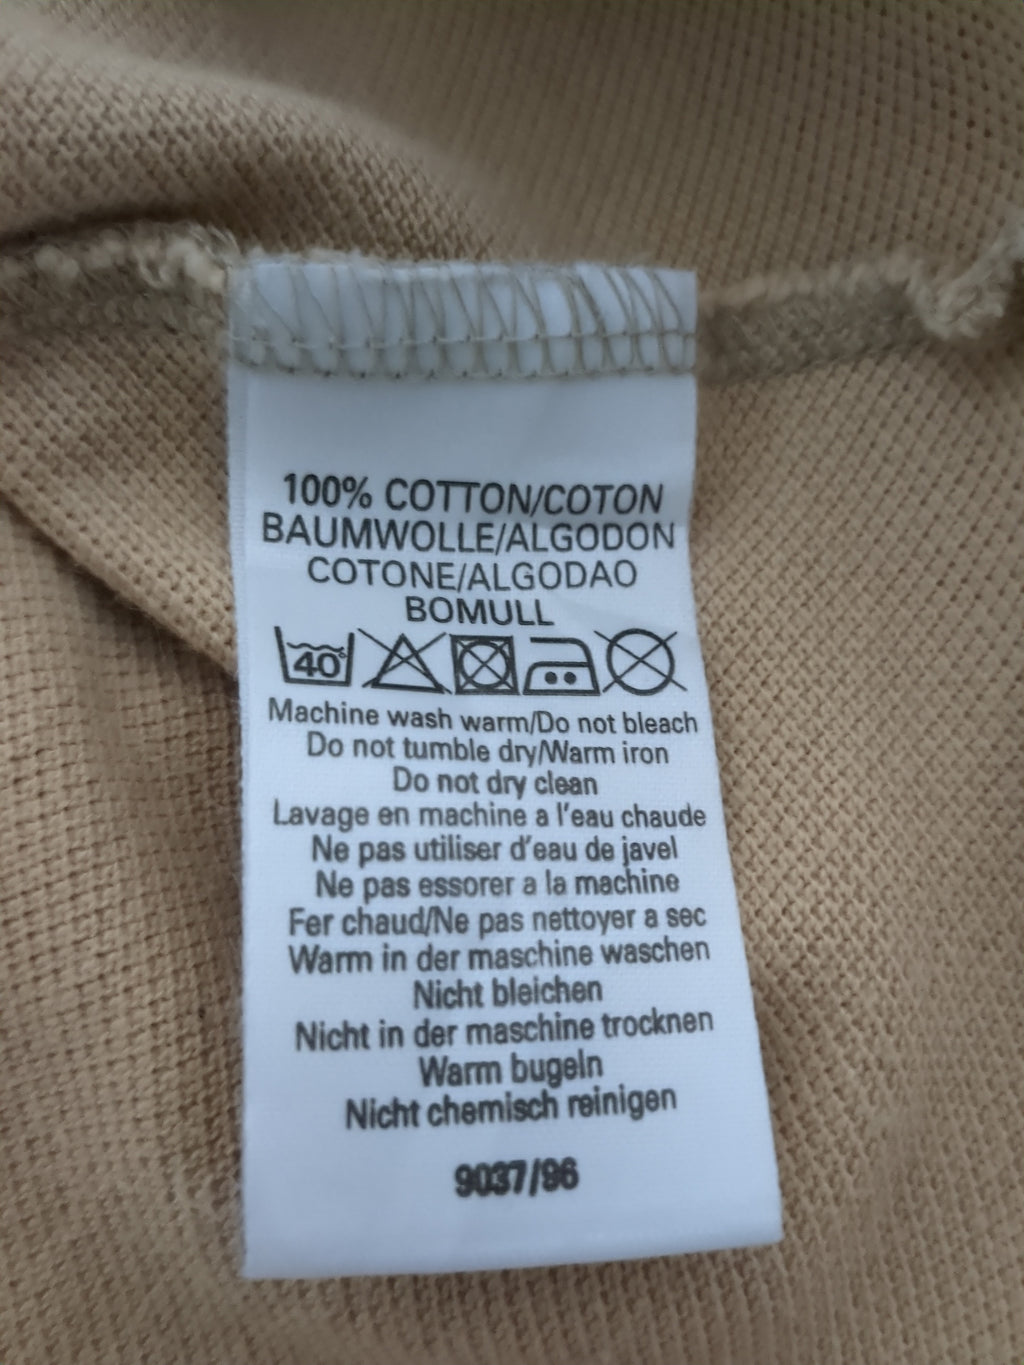 100% COTTON/COTON
BAUMWOLLE/ALGODON
COTONE/ALGODAO
BOMULL
40°
Machine wash warm/Do not bleach
Do not tumble dry/Warm iron
Do not dry clean
Lavage en machine a l'eau chaude
Ne pas utiliser d'eau de javel
Ne pas essorer a la machine
Fer chaud/Ne pas nettoyer a sec
Warm in der maschine waschen
Nicht bleichen
Nicht in der maschine trocknen
Warm bugeln
Nicht chemisch reinigen
9037/96